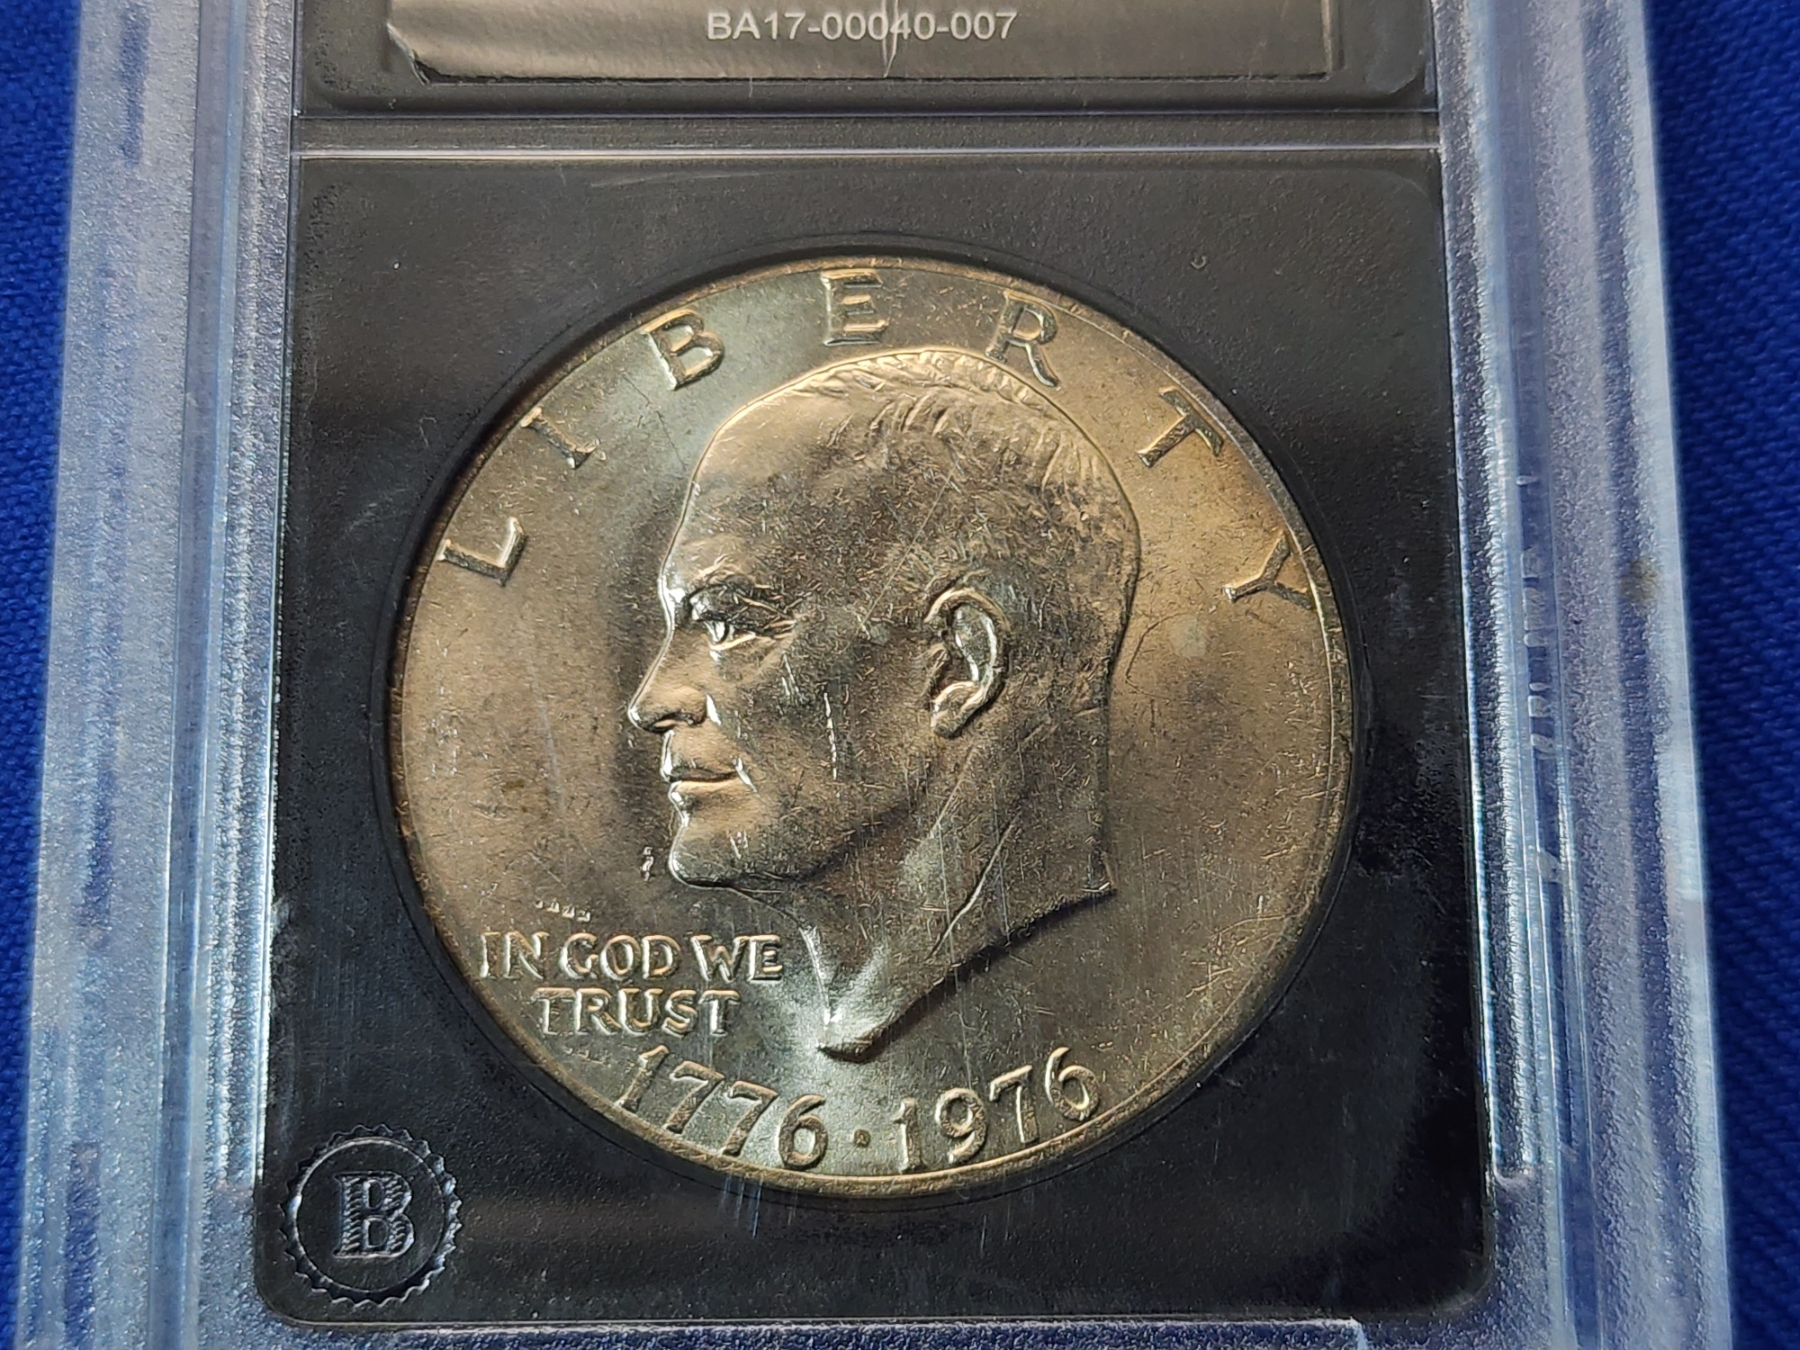 BA17-00040-007
LIBERTY
IN GOD WE
TRUST
1776·1976
B